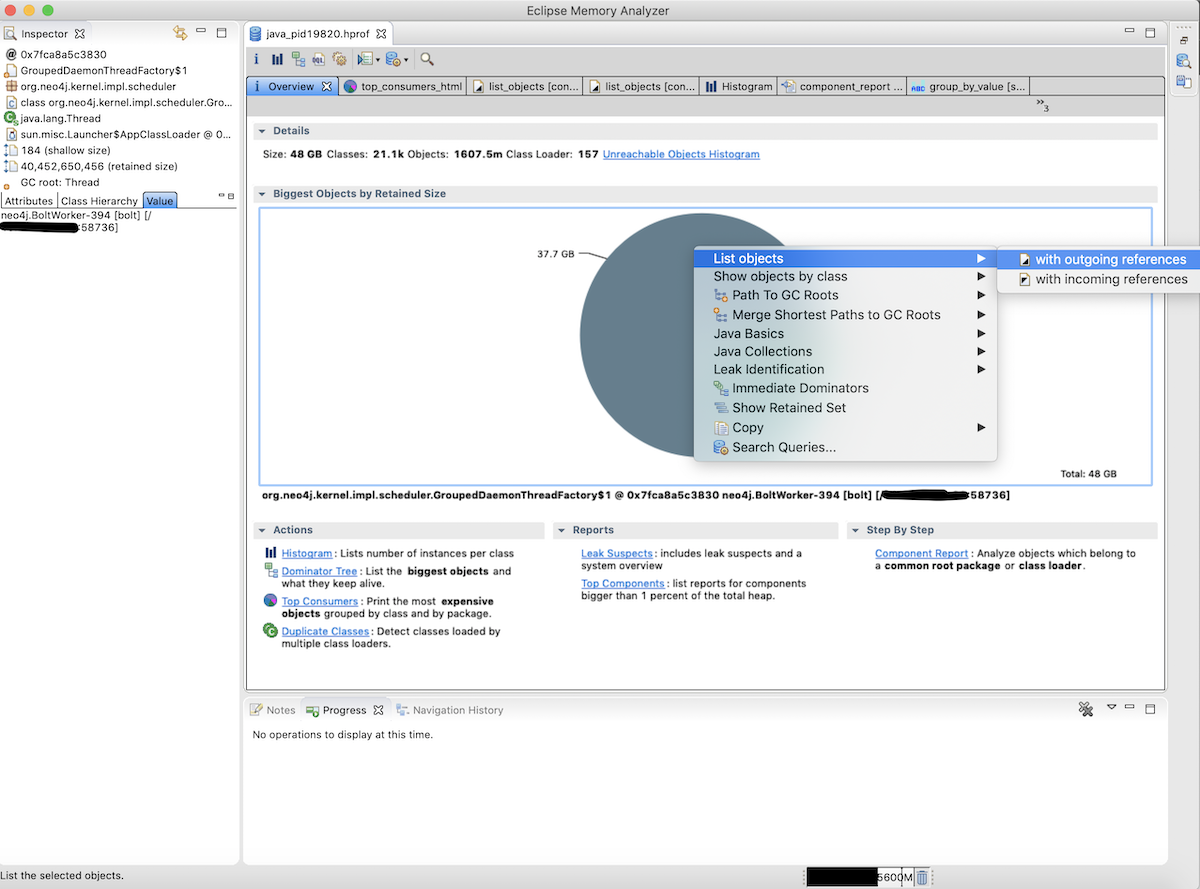 Eclipse Memory Analyzer
Inspector
@ 0x7fca8a5c3830
GroupedDaemonThreadFactory$1
org.neo4j.kernel.impl.scheduler
class org.neo4j.kernel.impl.scheduler.Gro...
java.lang.Thread
sun.misc.Launcher$AppClassLoader @ 0...
184 (shallow size)
40,452,650,456 (retained size)
GC root: Thread
Attributes Class Hierarchy Value
neo4j.BoltWorker-394 [bolt] [/
:58736]
java_pid19820.hprof
i OQL
i Overview top_consumers_html list_objects [con... list_objects [con... Histogram component_report ... ABC group_by_value [s...
»3
Details
Size: 48 GB Classes: 21.1k Objects: 1607.5m Class Loader: 157 Unreachable Objects Histogram
Biggest Objects by Retained Size
37.7 GB
List objects
with outgoing references
with incoming references
Show objects by class
Path To GC Roots
Merge Shortest Paths to GC Roots
Java Basics
Java Collections
Leak Identification
Immediate Dominators
Show Retained Set
Copy
Search Queries...
Total: 48 GB
org.neo4j.kernel.impl.scheduler.GroupedDaemonThreadFactory$1 @ 0x7fca8a5c3830 neo4j.BoltWorker-394 [bolt] [/ :58736]
Actions
Histogram: Lists number of instances per class
Dominator Tree: List the biggest objects and
what they keep alive.
Top Consumers: Print the most expensive
objects grouped by class and by package.
Duplicate Classes: Detect classes loaded by
multiple class loaders.
Reports
Leak Suspects: includes leak suspects and a
system overview
Top Components: list reports for components
bigger than 1 percent of the total heap.
Step By Step
Component Report: Analyze objects which belong to
a common root package or class loader.
Notes Progress Navigation History
No operations to display at this time.
List the selected objects.
5600M